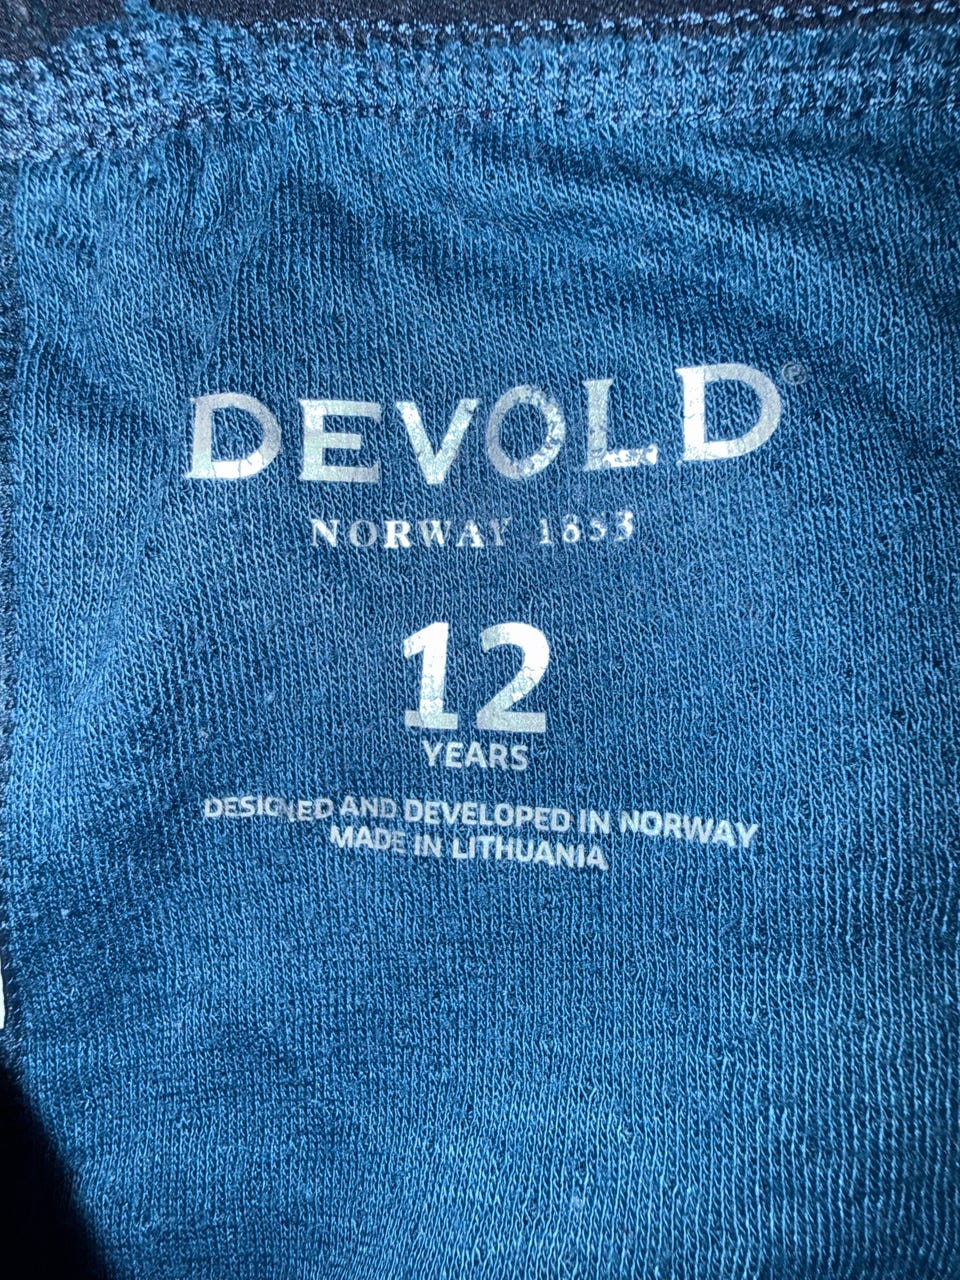 DEVOLD®
NORWAY 1853
12
YEARS
DESIGNED AND DEVELOPED IN NORWAY
MADE IN LITHUANIA